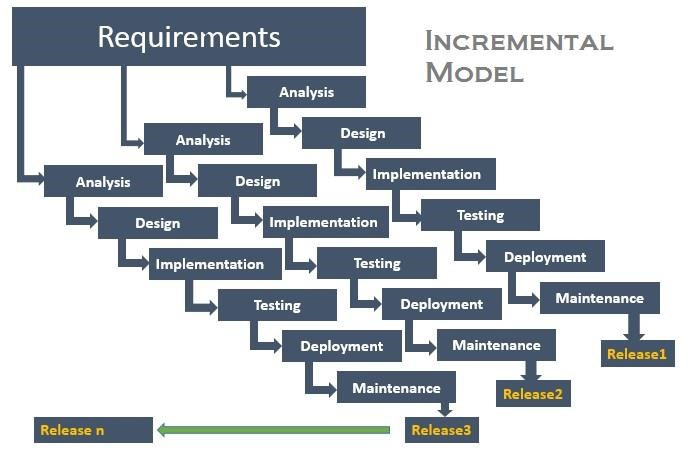 Requirements
INCREMENTAL
MODEL
Analysis
Design
Implementation
Testing
Deployment
Maintenance
Release1
Analysis
Design
Implementation
Testing
Deployment
Maintenance
Release2
Analysis
Design
Implementation
Testing
Deployment
Maintenance
Release3
Release n